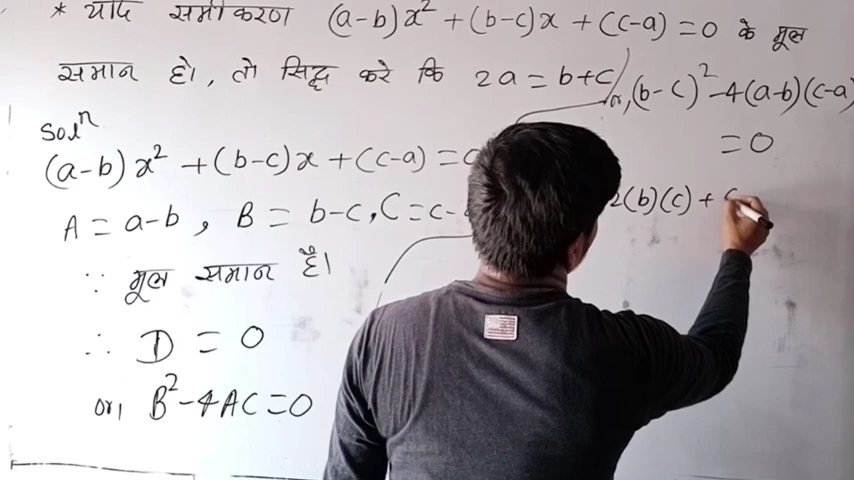 * यदि समीकरण (a-b)x² + (b-c)x + (c-a) = 0 के मूल
समान हो, तो सिद्ध करे कि 2a = b+c
Solⁿ
(a-b)x² + (b-c)x + (c-a) =
A = a-b, B = b-c, C = c-
∵ मूल समान है।
∴ D = 0
or, B² - 4AC = 0
or, (b-c)² - 4(a-b)(c-a)
= 0
2(b)(c) +